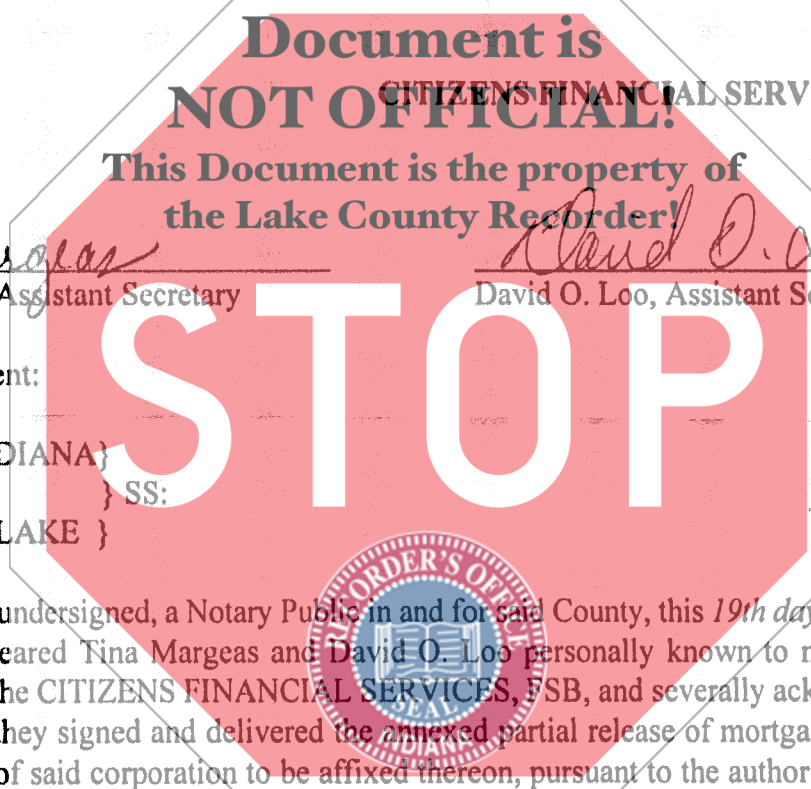 Document is
NOT OFFICIAL!
CITIZENS FINANCIAL SERV
This Document is the property of
the Lake County Recorder!
David O.
Assistant Secretary David O. Loo, Assistant S
ent:
DIANA}
} SS:
LAKE }
STOP
RECORDER'S OFFICE
SEAL
INDIANA
undersigned, a Notary Public in and for said County, this 19th day
eared Tina Margeas and David O. Loo personally known to
he CITIZENS FINANCIAL SERVICES, FSB, and severally ack
hey signed and delivered the annexed partial release of mortga
of said corporation to be affixed thereon, pursuant to the author